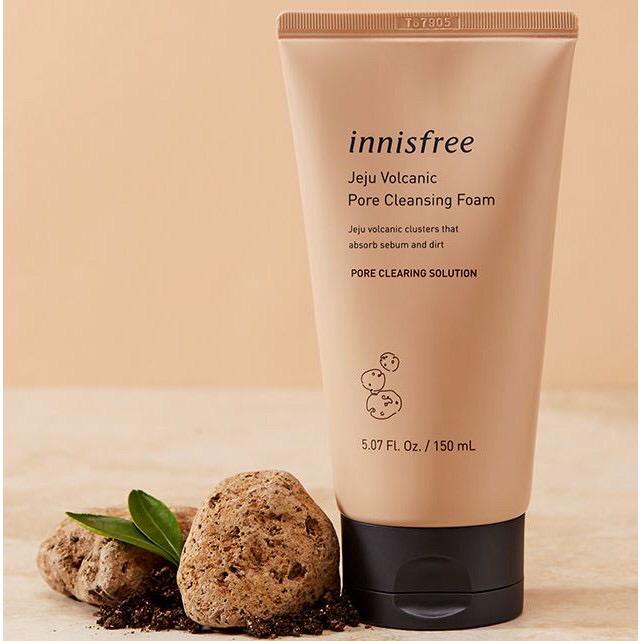 T87905
innisfree
Jeju Volcanic
Pore Cleansing Foam
Jeju volcanic clusters that
absorb sebum and dirt
PORE CLEARING SOLUTION
5.07 Fl. Oz. / 150 mL